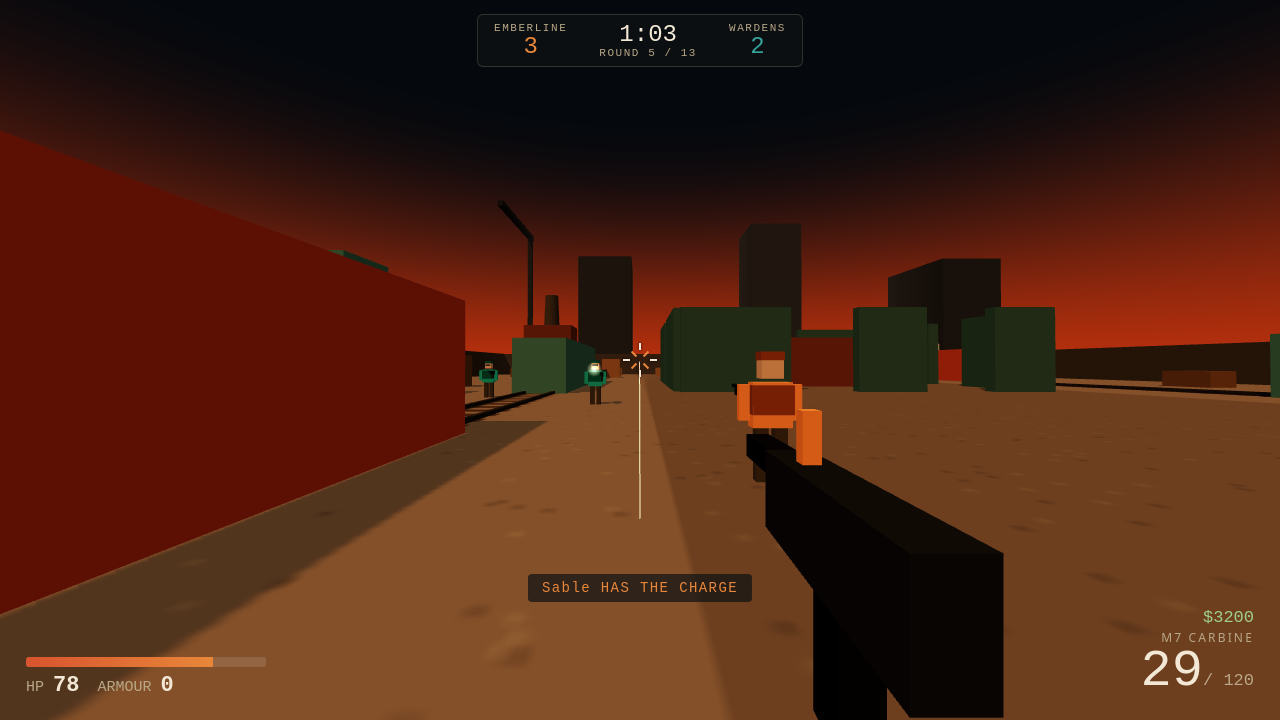 EMBERLINE
3
1:03
ROUND 5 / 13
WARDENS
2
Sable HAS THE CHARGE
HP 78 ARMOUR 0
$3200
M7 CARBINE
29 / 120